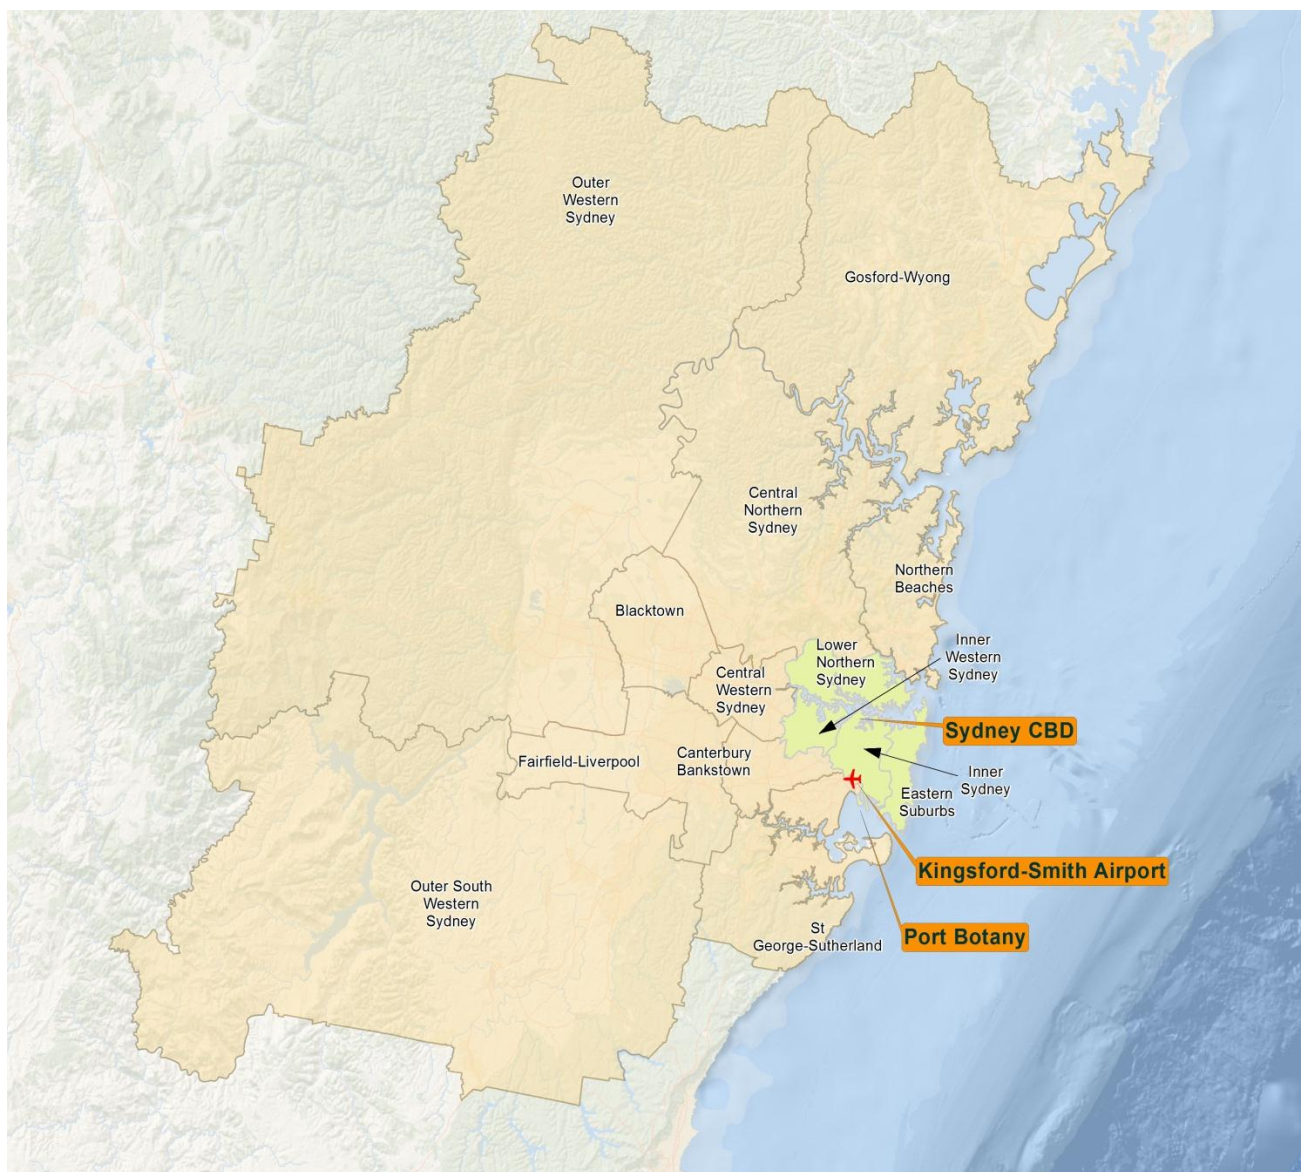 Outer
Western
Sydney
Gosford-Wyong
Central
Northern
Sydney
Northern
Beaches
Blacktown
Lower
Northern
Sydney
Inner
Western
Sydney
Central
Western
Sydney
Sydney CBD
Fairfield-Liverpool
Canterbury
Bankstown
Inner
Sydney
Eastern
Suburbs
Kingsford-Smith Airport
Outer South
Western
Sydney
St
George-Sutherland
Port Botany